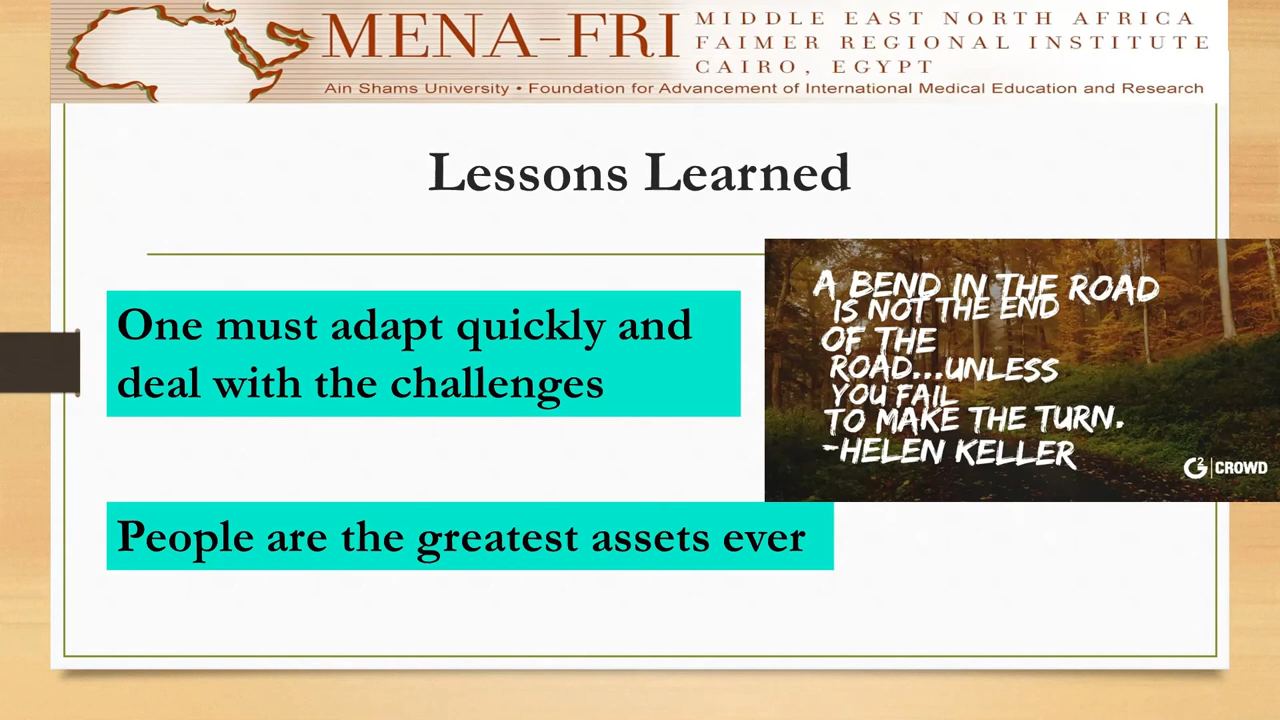 MENA-FRI
MIDDLE EAST NORTH AFRICA
FAIMER REGIONAL INSTITUTE
CAIRO, EGYPT
Ain Shams University • Foundation for Advancement of International Medical Education and Research
Lessons Learned
One must adapt quickly and
deal with the challenges
People are the greatest assets ever
A BEND IN THE ROAD
IS NOT THE END
OF THE
ROAD...UNLESS
YOU FAIL
TO MAKE THE TURN.
-HELEN KELLER
G2 | CROWD